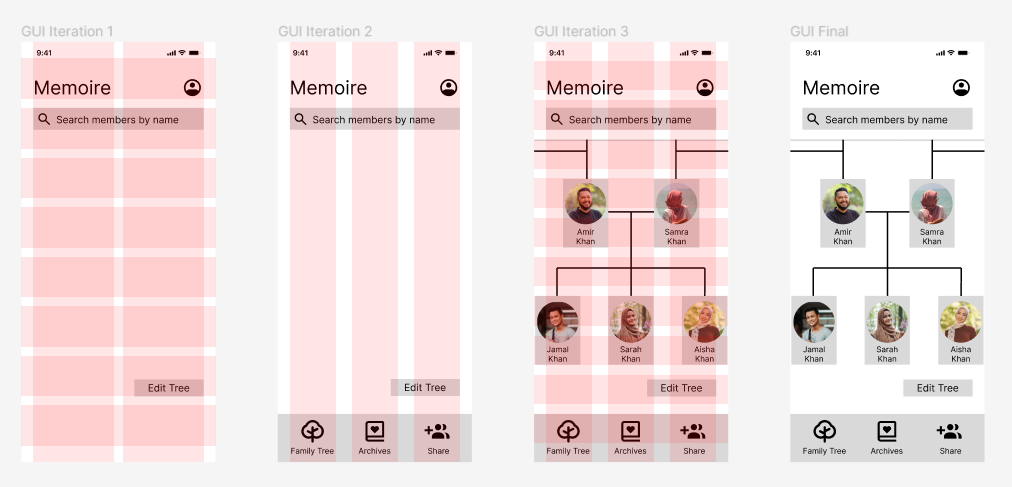 GUI Iteration 1
9:41
Memoire
Search members by name
Edit Tree
GUI Iteration 2
9:41
Memoire
Search members by name
Edit Tree
Family Tree
Archives
Share
GUI Iteration 3
9:41
Memoire
Search members by name
Amir
Khan
Samra
Khan
Jamal
Khan
Sarah
Khan
Aisha
Khan
Edit Tree
Family Tree
Archives
Share
GUI Final
9:41
Memoire
Search members by name
Amir
Khan
Samra
Khan
Jamal
Khan
Sarah
Khan
Aisha
Khan
Edit Tree
Family Tree
Archives
Share